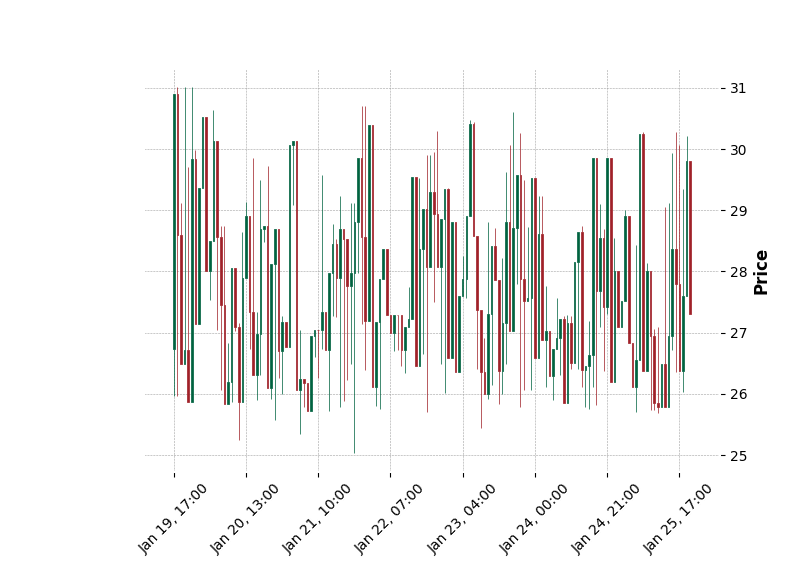 31
30
29
28
27
26
25
Price
Jan 19, 17:00
Jan 20, 13:00
Jan 21, 10:00
Jan 22, 07:00
Jan 23, 04:00
Jan 24, 00:00
Jan 24, 21:00
Jan 25, 17:00